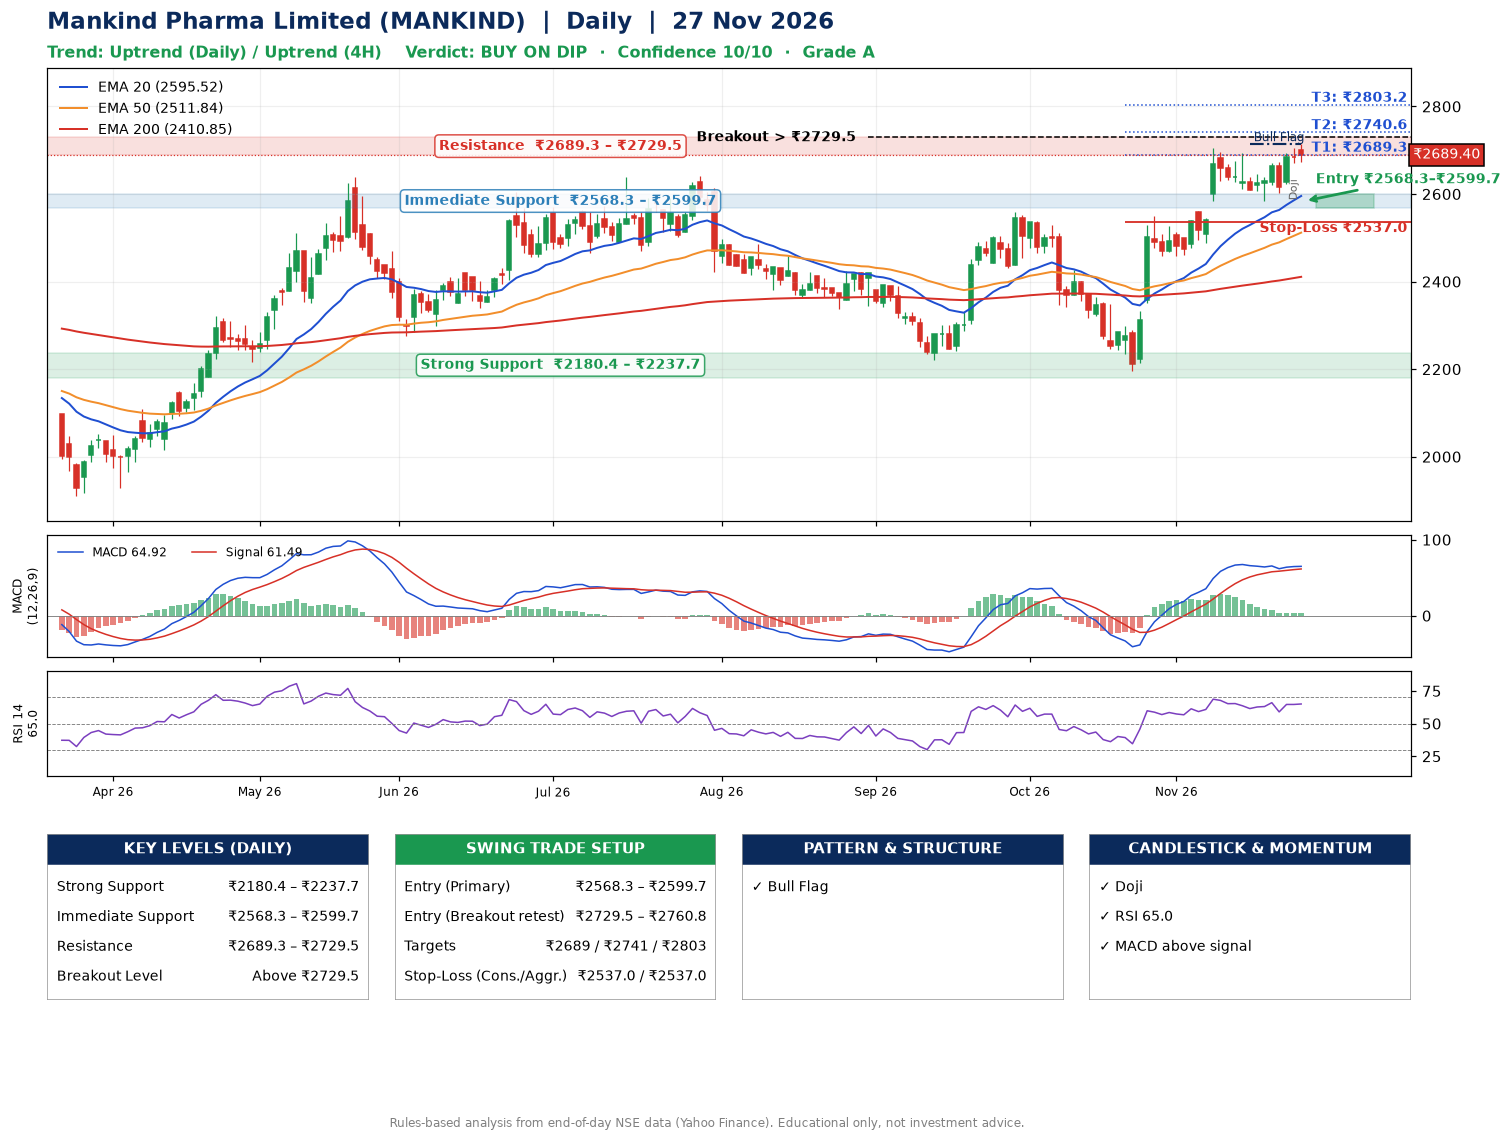 Mankind Pharma Limited (MANKIND) | Daily | 27 Nov 2026
Trend: Uptrend (Daily) / Uptrend (4H) Verdict: BUY ON DIP · Confidence 10/10 · Grade A
EMA 20 (2595.52)
EMA 50 (2511.84)
EMA 200 (2410.85)
T3: ₹2803.2
2800
T2: ₹2740.6
Breakout > ₹2729.5
Bull Flag
Resistance ₹2689.3 – ₹2729.5
T1: ₹2689.3
₹2689.40
Entry ₹2568.3–₹2599.7
Doji
2600
Immediate Support ₹2568.3 – ₹2599.7
Stop-Loss ₹2537.0
2400
Strong Support ₹2180.4 – ₹2237.7
2200
2000
MACD 64.92
Signal 61.49
100
0
MACD
(12,26,9)
75
50
25
RSI 14
65.0
Apr 26 May 26 Jun 26 Jul 26 Aug 26 Sep 26 Oct 26 Nov 26
KEY LEVELS (DAILY)
Strong Support ₹2180.4 – ₹2237.7
Immediate Support ₹2568.3 – ₹2599.7
Resistance ₹2689.3 – ₹2729.5
Breakout Level Above ₹2729.5
SWING TRADE SETUP
Entry (Primary) ₹2568.3 – ₹2599.7
Entry (Breakout retest) ₹2729.5 – ₹2760.8
Targets ₹2689 / ₹2741 / ₹2803
Stop-Loss (Cons./Aggr.) ₹2537.0 / ₹2537.0
PATTERN & STRUCTURE
✓ Bull Flag
CANDLESTICK & MOMENTUM
✓ Doji
✓ RSI 65.0
✓ MACD above signal
Rules-based analysis from end-of-day NSE data (Yahoo Finance). Educational only, not investment advice.